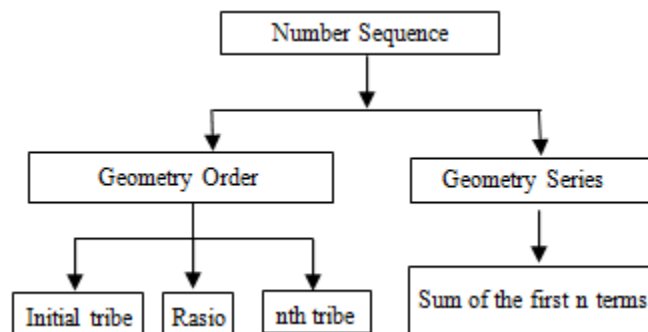 Number Sequence
Geometry Order
Geometry Series
Initial tribe
Rasio
nth tribe
Sum of the first n terms